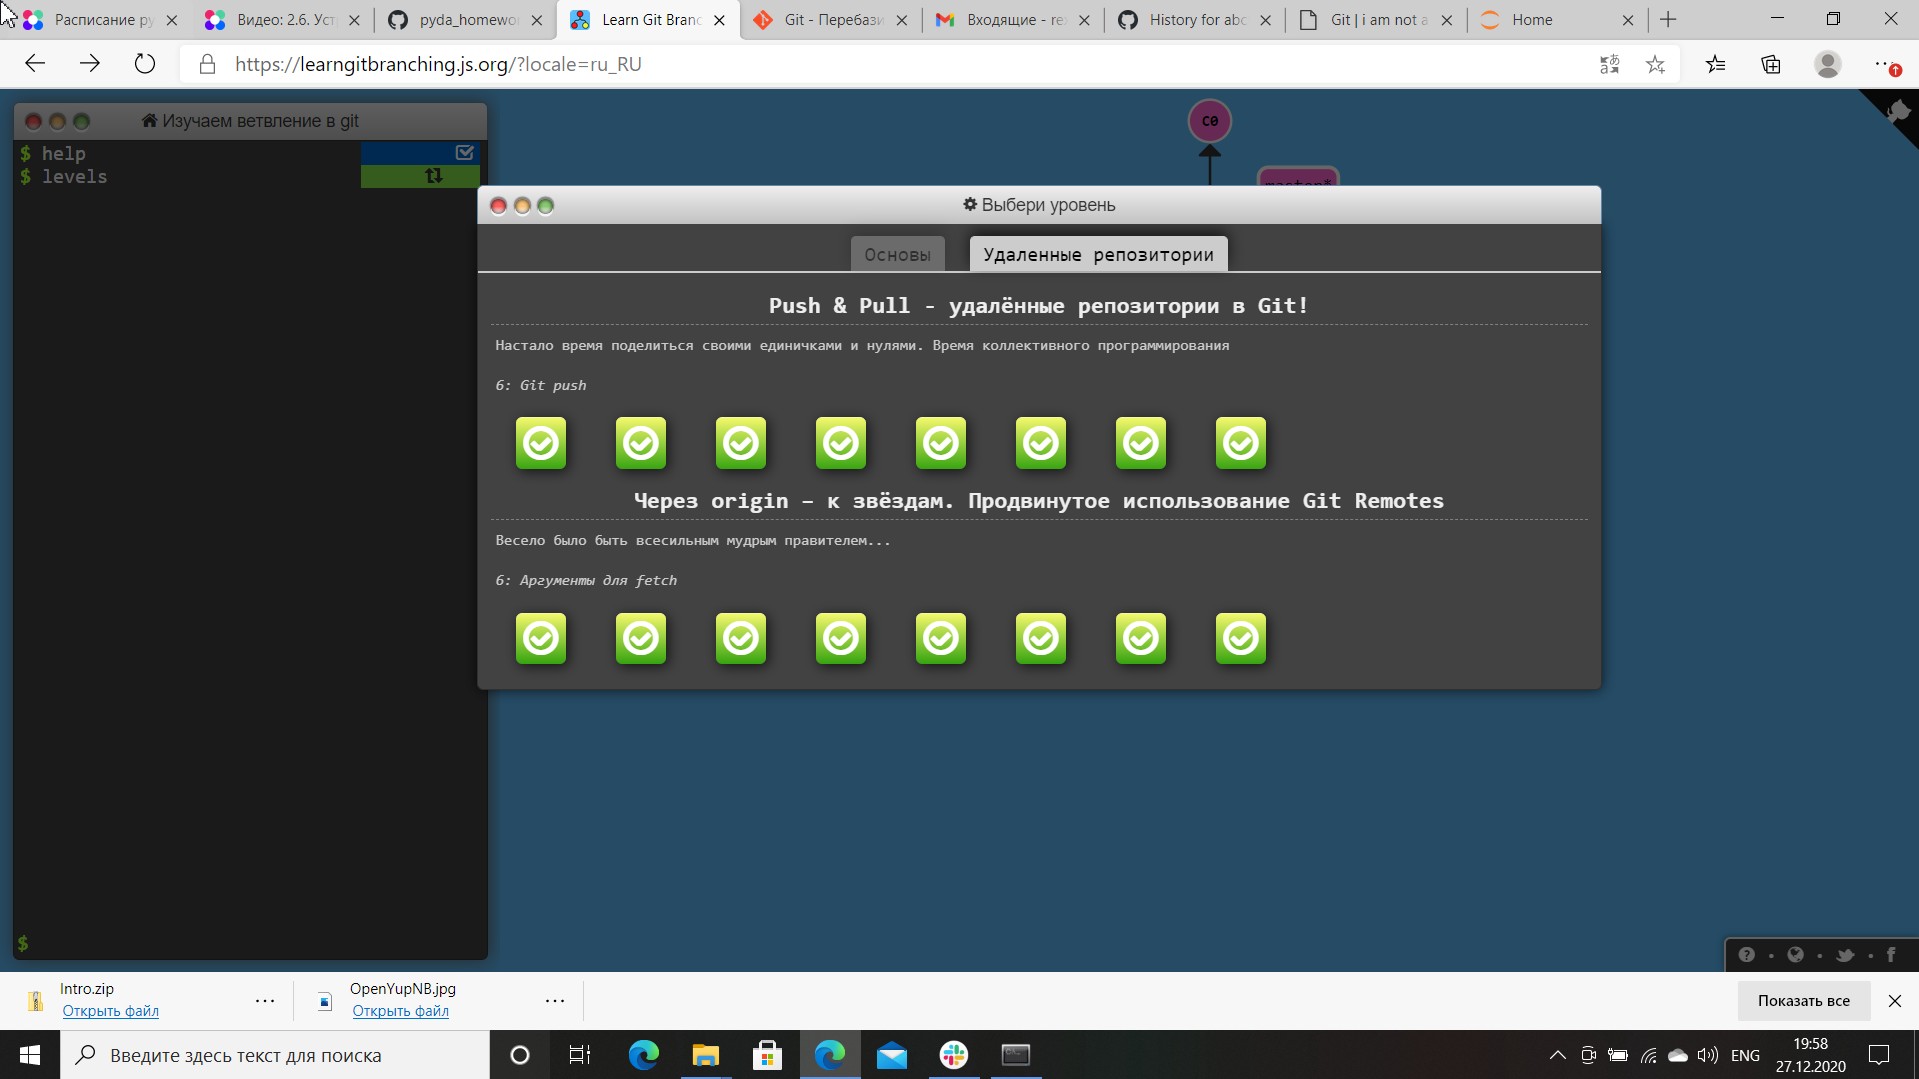 Расписание ру
Видео: 2.6. Уст
pyda_homewo
Learn Git Branc
Git - Перебази
Входящие - re
History for abc
Git | i am not a
Home
https://learngitbranching.js.org/?locale=ru_RU
Изучаем ветвление в git
C0
$ help
$ levels
master*
Выбери уровень
Основы
Удаленные репозитории
Push & Pull - удалённые репозитории в Git!
Настало время поделиться своими единичками и нулями. Время коллективного программирования
6: Git push
Через origin – к звёздам. Продвинутое использование Git Remotes
Весело было быть всесильным мудрым правителем...
6: Аргументы для fetch
$
Intro.zip
Открыть файл
OpenYupNB.jpg
Открыть файл
Показать все
Введите здесь текст для поиска
ENG
19:58
27.12.2020